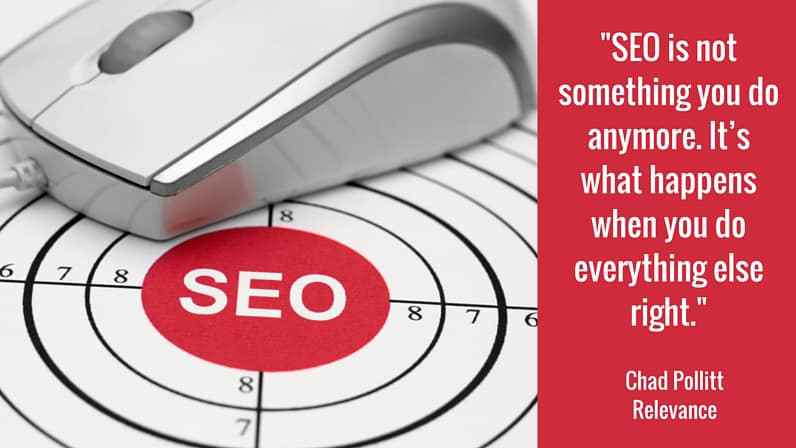 8
6 7 8
SEO
8 7 6
8
7
"SEO is not
something you do
anymore. It’s
what happens
when you do
everything else
right."
Chad Pollitt
Relevance